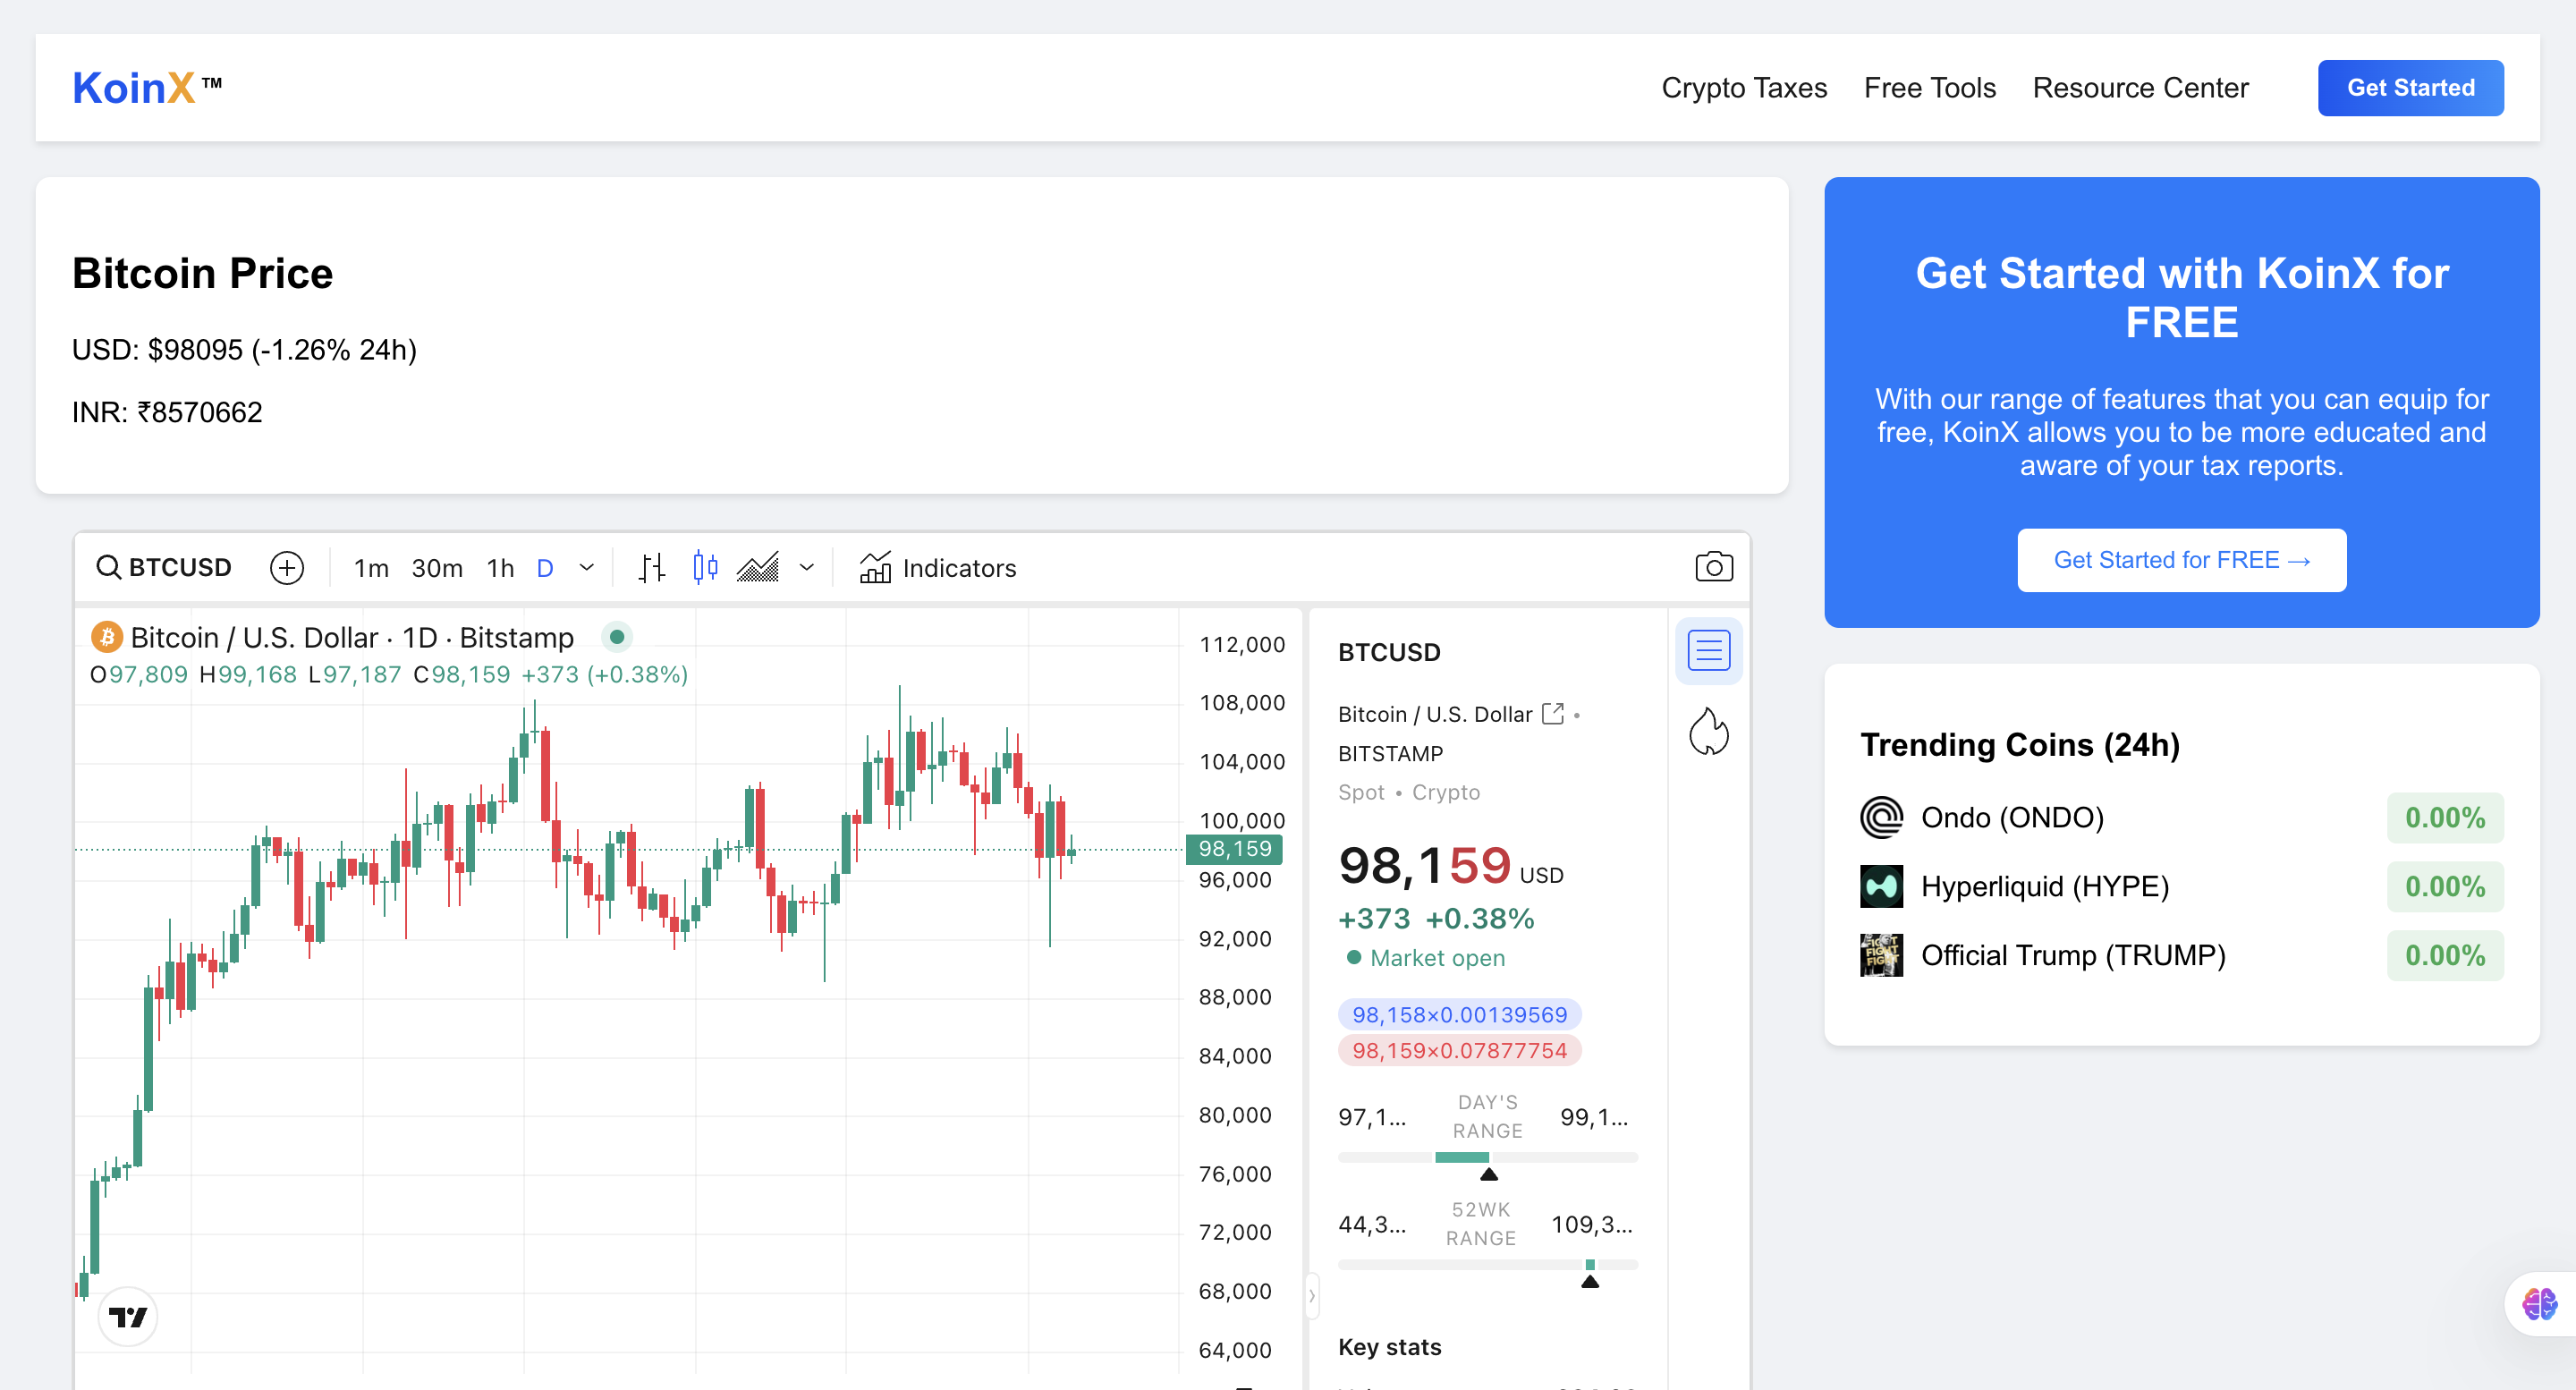 KoinX™
Crypto Taxes Free Tools Resource Center Get Started
Bitcoin Price
USD: $98095 (-1.26% 24h)
INR: ₹8570662
BTCUSD 1m 30m 1h D Indicators
Bitcoin / U.S. Dollar · 1D · Bitstamp
O97,809 H99,168 L97,187 C98,159 +373 (+0.38%)
112,000
108,000
104,000
100,000
98,159
96,000
92,000
88,000
84,000
80,000
76,000
72,000
68,000
64,000
BTCUSD
Bitcoin / U.S. Dollar •
BITSTAMP
Spot • Crypto
98,159 USD
+373 +0.38%
Market open
98,158×0.00139569
98,159×0.07877754
97,1... DAY'S RANGE 99,1...
44,3... 52WK RANGE 109,3...
Key stats
Get Started with KoinX for
FREE
With our range of features that you can equip for
free, KoinX allows you to be more educated and
aware of your tax reports.
Get Started for FREE →
Trending Coins (24h)
Ondo (ONDO) 0.00%
Hyperliquid (HYPE) 0.00%
Official Trump (TRUMP) 0.00%